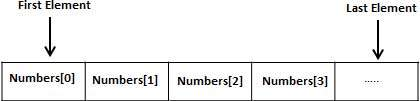 First Element Last Element
Numbers[0] Numbers[1] Numbers[2] Numbers[3] .....